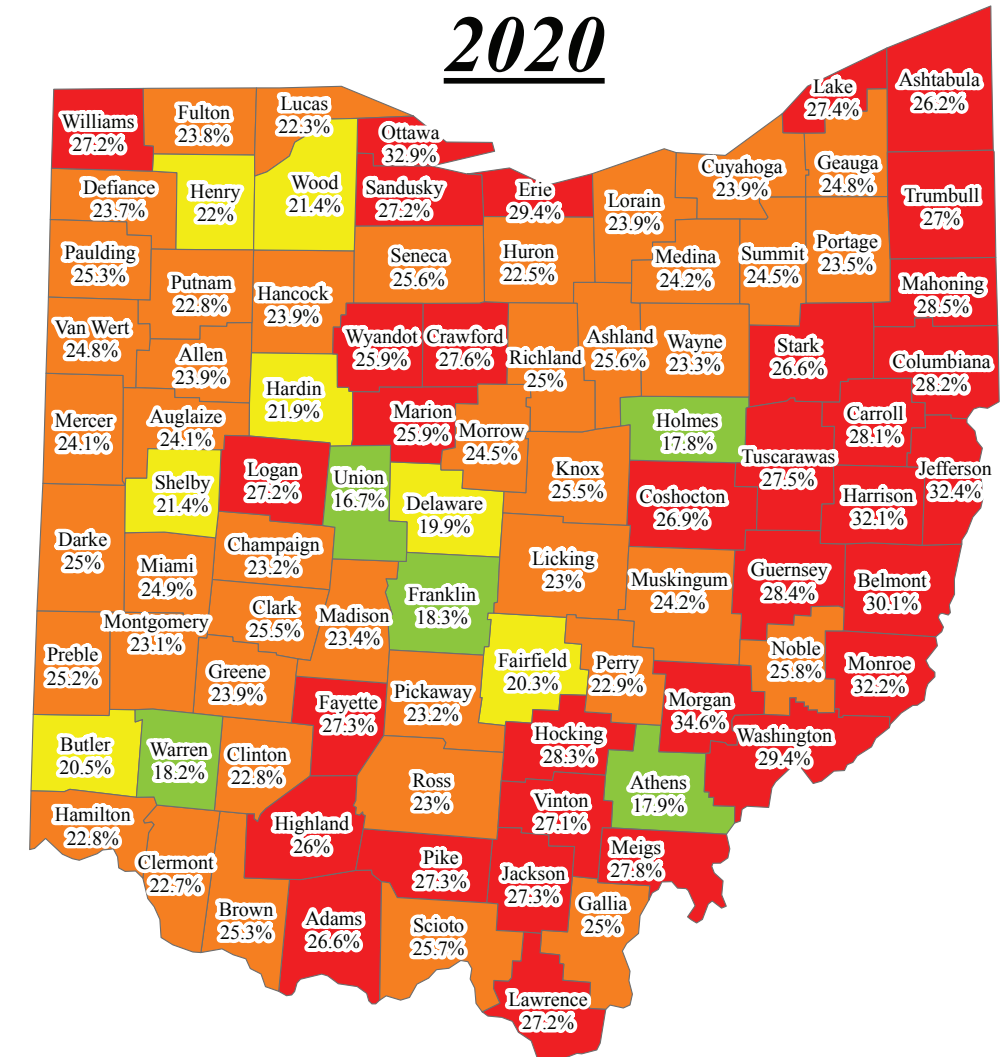 2020
Lake
27.4%
Ashtabula
26.2%
Williams
27.2%
Fulton
23.8%
Lucas
22.3%
Ottawa
32.9%
Cuyahoga
23.9%
Geauga
24.8%
Defiance
23.7%
Henry
22%
Wood
21.4%
Sandusky
27.2%
Erie
29.4%
Lorain
23.9%
Trumbull
27%
Paulding
25.3%
Putnam
22.8%
Hancock
23.9%
Seneca
25.6%
Huron
22.5%
Medina
24.2%
Summit
24.5%
Portage
23.5%
Mahoning
28.5%
Van Wert
24.8%
Allen
23.9%
Wyandot
25.9%
Crawford
27.6%
Richland
25%
Ashland
25.6%
Wayne
23.3%
Stark
26.6%
Columbiana
28.2%
Mercer
24.1%
Auglaize
24.1%
Hardin
21.9%
Marion
25.9%
Morrow
24.5%
Holmes
17.8%
Carroll
28.1%
Tuscarawas
27.5%
Jefferson
32.4%
Shelby
21.4%
Logan
27.2%
Union
16.7%
Delaware
19.9%
Knox
25.5%
Coshocton
26.9%
Harrison
32.1%
Darke
25%
Miami
24.9%
Champaign
23.2%
Licking
23%
Muskingum
24.2%
Guernsey
28.4%
Belmont
30.1%
Clark
25.5%
Madison
23.4%
Franklin
18.3%
Montgomery
23.1%
Preble
25.2%
Greene
23.9%
Fayette
27.3%
Pickaway
23.2%
Fairfield
20.3%
Perry
22.9%
Morgan
34.6%
Noble
25.8%
Monroe
32.2%
Butler
20.5%
Warren
18.2%
Clinton
22.8%
Ross
23%
Hocking
28.3%
Athens
17.9%
Washington
29.4%
Hamilton
22.8%
Clermont
22.7%
Highland
26%
Vinton
27.1%
Pike
27.3%
Jackson
27.3%
Meigs
27.8%
Brown
25.3%
Adams
26.6%
Scioto
25.7%
Gallia
25%
Lawrence
27.2%